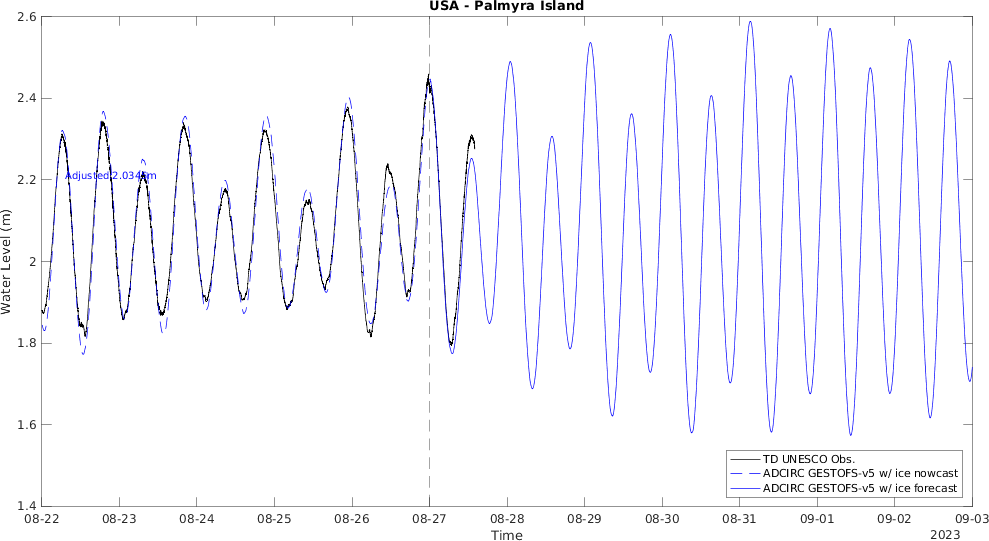 USA - Palmyra Island
2.6
2.4
2.2
2
1.8
1.6
1.4
Water Level (m)
TD UNESCO Obs.
ADCIRC GESTOFS-v5 w/ ice nowcast
ADCIRC GESTOFS-v5 w/ ice forecast
08-22 08-23 08-24 08-25 08-26 08-27 08-28 08-29 08-30 08-31 09-01 09-02 09-03
Time
2023